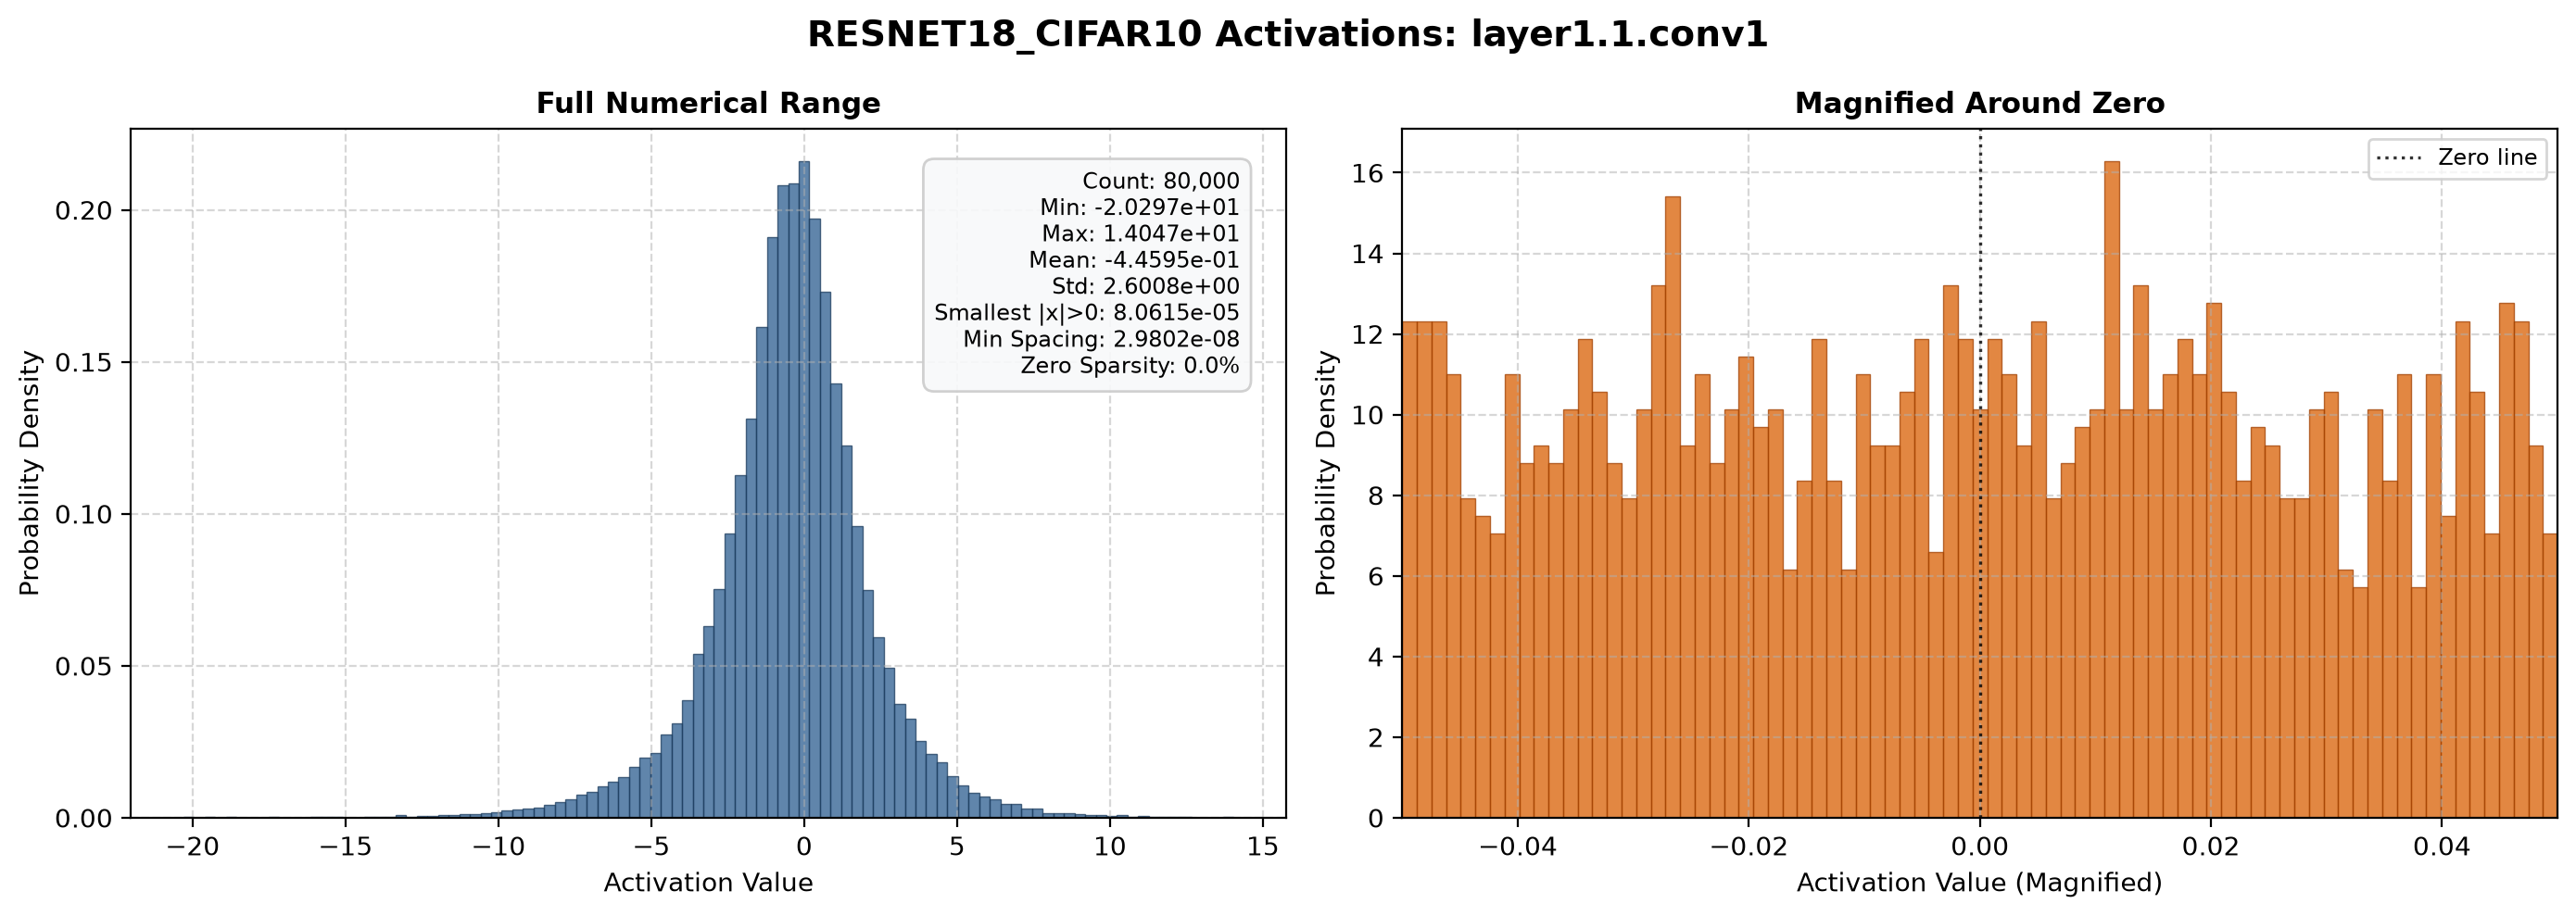 RESNET18_CIFAR10 Activations: layer1.1.conv1
Full Numerical Range
Probability Density
0.20
0.15
0.10
0.05
0.00
Count: 80,000
Min: -2.0297e+01
Max: 1.4047e+01
Mean: -4.4595e-01
Std: 2.6008e+00
Smallest |x|>0: 8.0615e-05
Min Spacing: 2.9802e-08
Zero Sparsity: 0.0%
−20 −15 −10 −5 0 5 10 15
Activation Value
Magnified Around Zero
Probability Density
16
14
12
10
8
6
4
2
0
Zero line
−0.04 −0.02 0.00 0.02 0.04
Activation Value (Magnified)